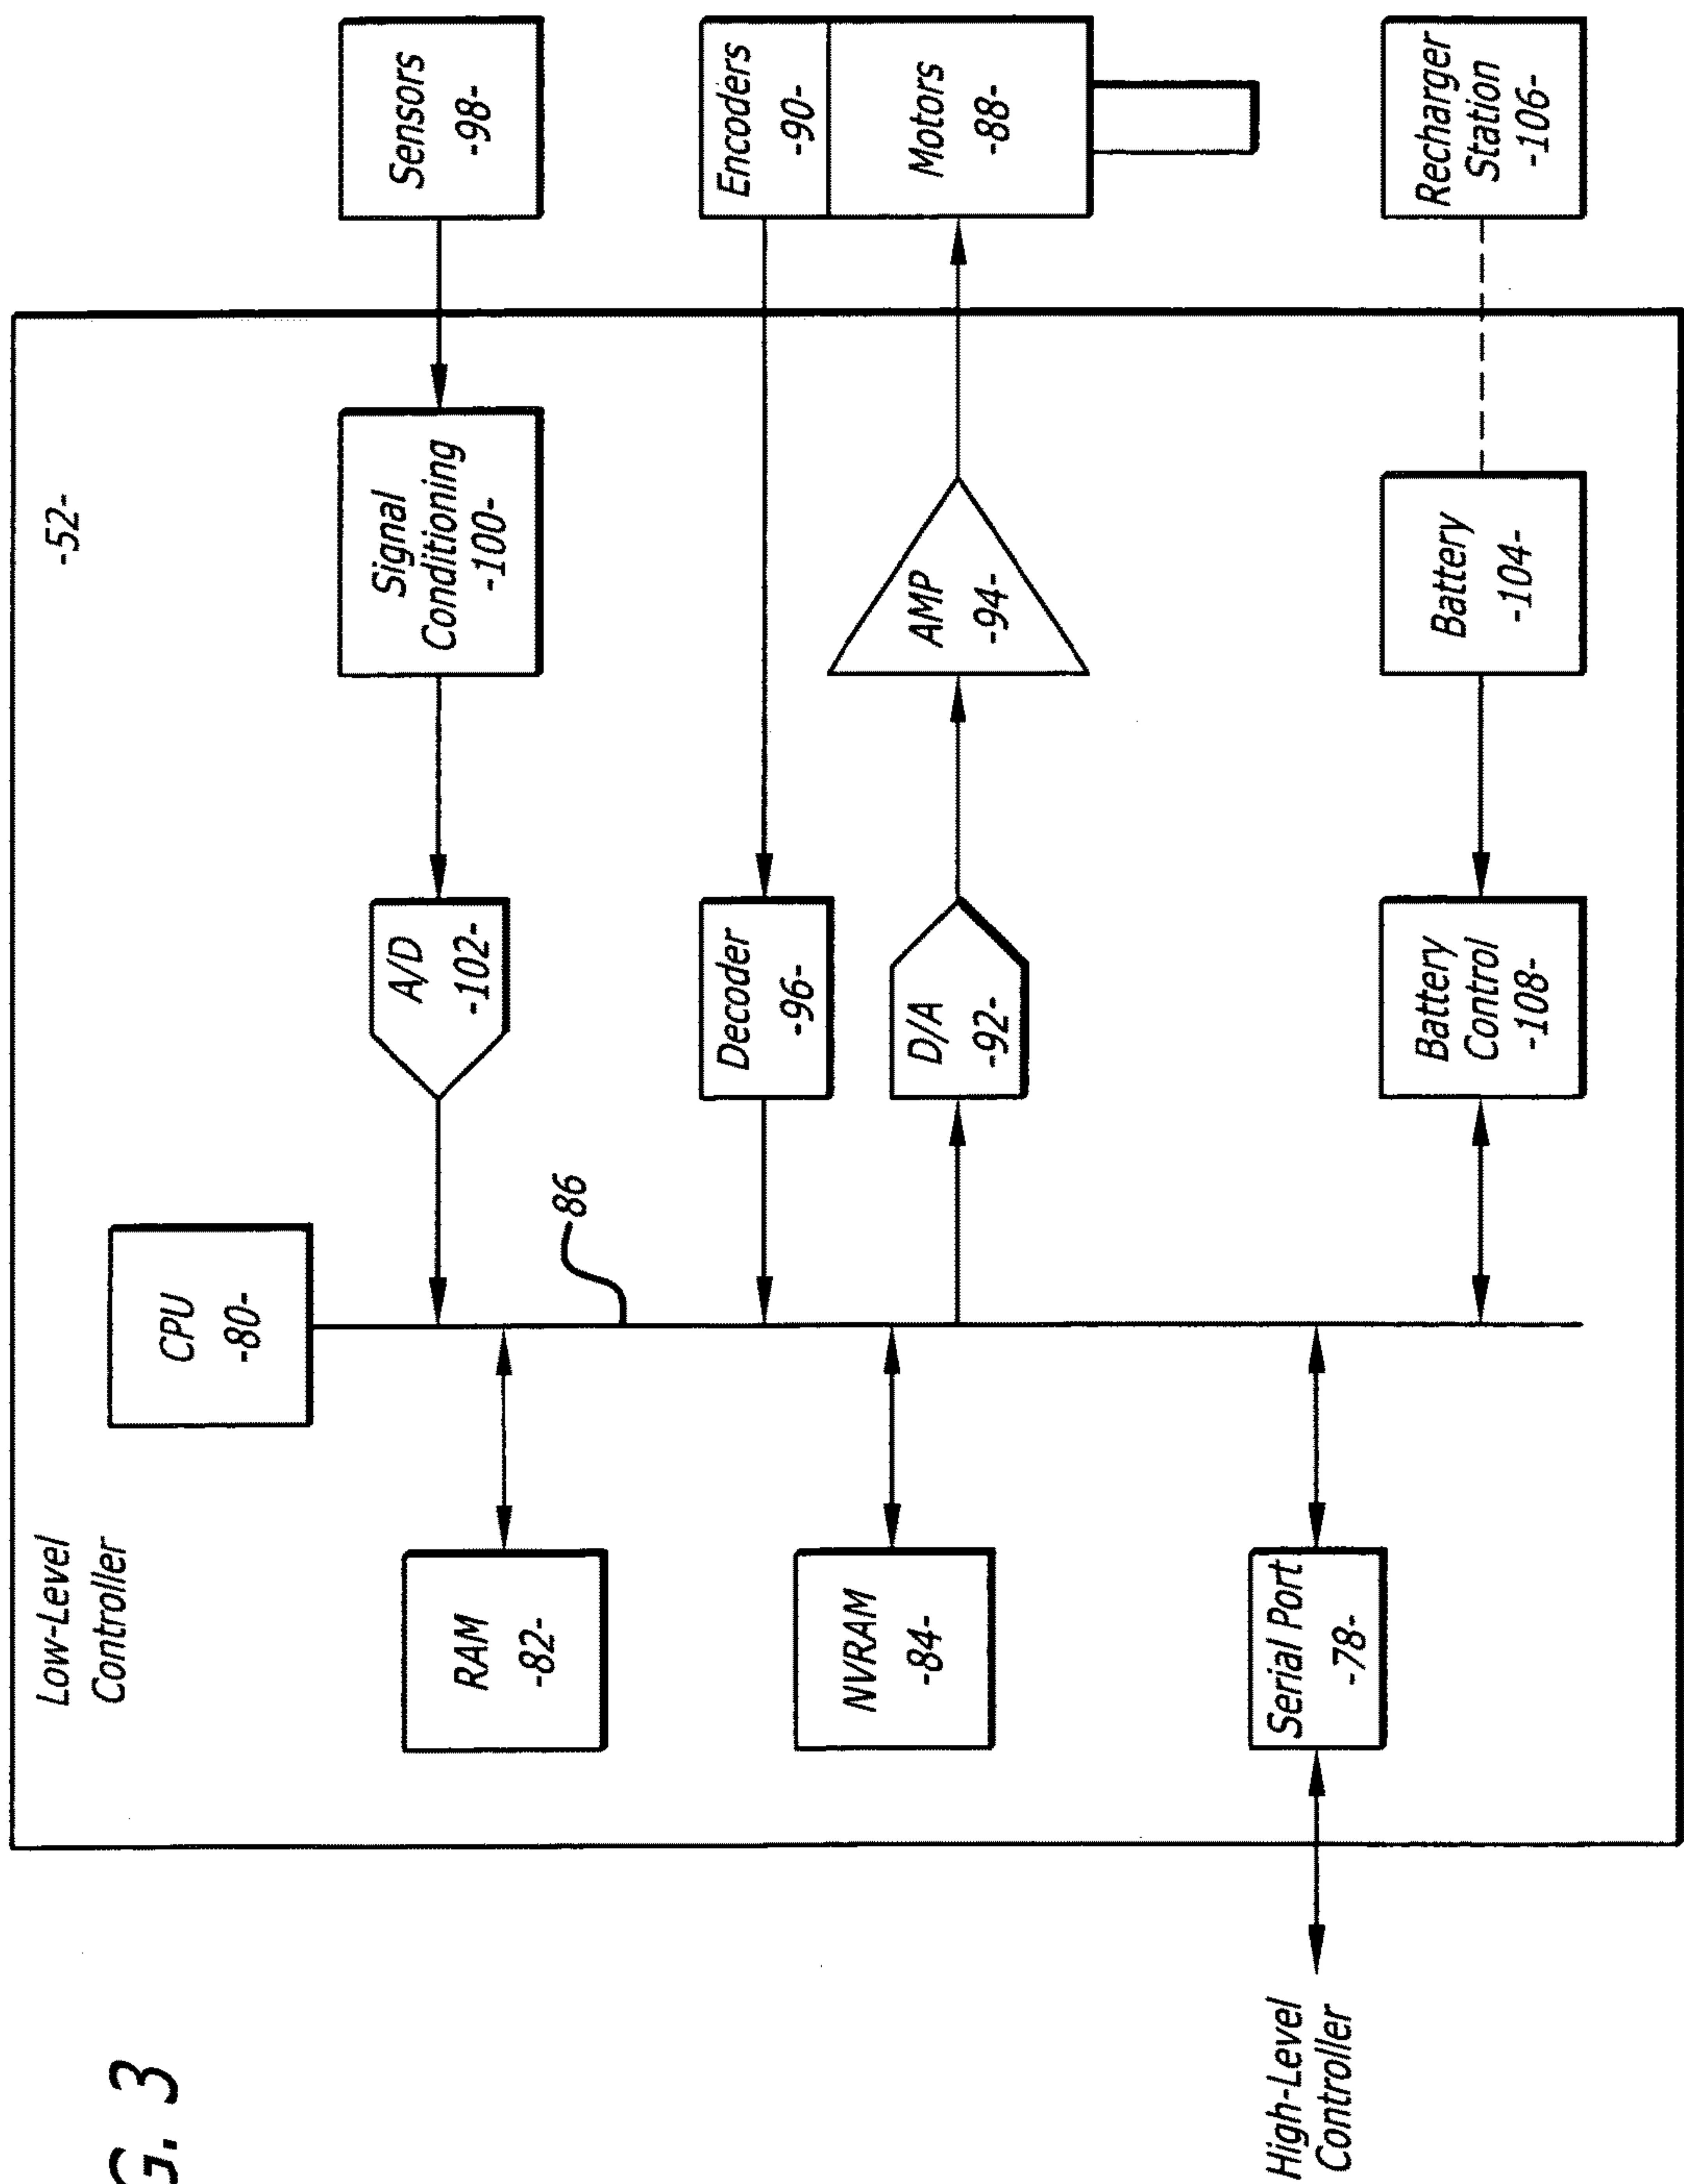 G. 3
Low-Level
Controller
-52-
CPU
-80-
RAM
-82-
NVRAM
-84-
Serial Port
-78-
High-Level
Controller
86
A/D
-102-
Signal
Conditioning
-100-
Sensors
-98-
Decoder
-96-
Encoders
-90-
D/A
-92-
AMP
-94-
Motors
-88-
Battery
Control
-108-
Battery
-104-
Recharger
Station
-106-